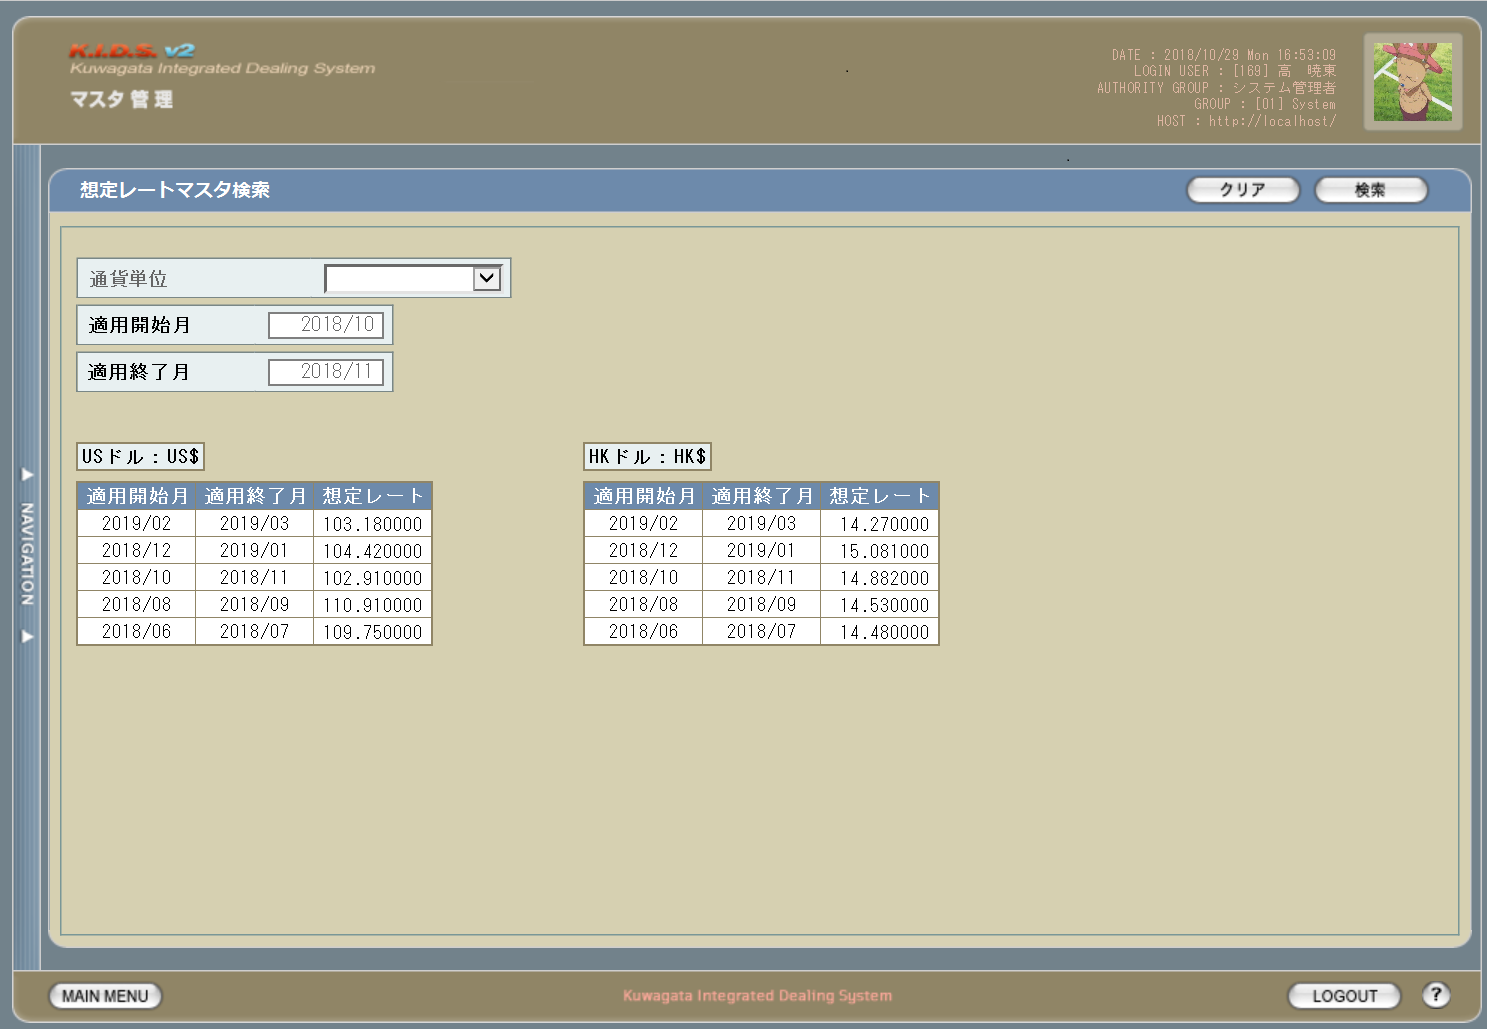 K.I.D.S. v2
Kuwagata Integrated Dealing System
マスタ管理
DATE : 2018/10/29 Mon 16:53:09
LOGIN USER : [169] 高　暁東
AUTHORITY GROUP : システム管理者
GROUP : [01] System
HOST : http://localhost/
想定レートマスタ検索
クリア 検索
通貨単位
適用開始月 2018/10
適用終了月 2018/11
NAVIGATION
USドル：US$ HKドル：HK$
適用開始月 適用終了月 想定レート 適用開始月 適用終了月 想定レート
2019/02 2019/03 103.180000 2019/02 2019/03 14.270000
2018/12 2019/01 104.420000 2018/12 2019/01 15.081000
2018/10 2018/11 102.910000 2018/10 2018/11 14.882000
2018/08 2018/09 110.910000 2018/08 2018/09 14.530000
2018/06 2018/07 109.750000 2018/06 2018/07 14.480000
MAIN MENU Kuwagata Integrated Dealing System LOGOUT ?